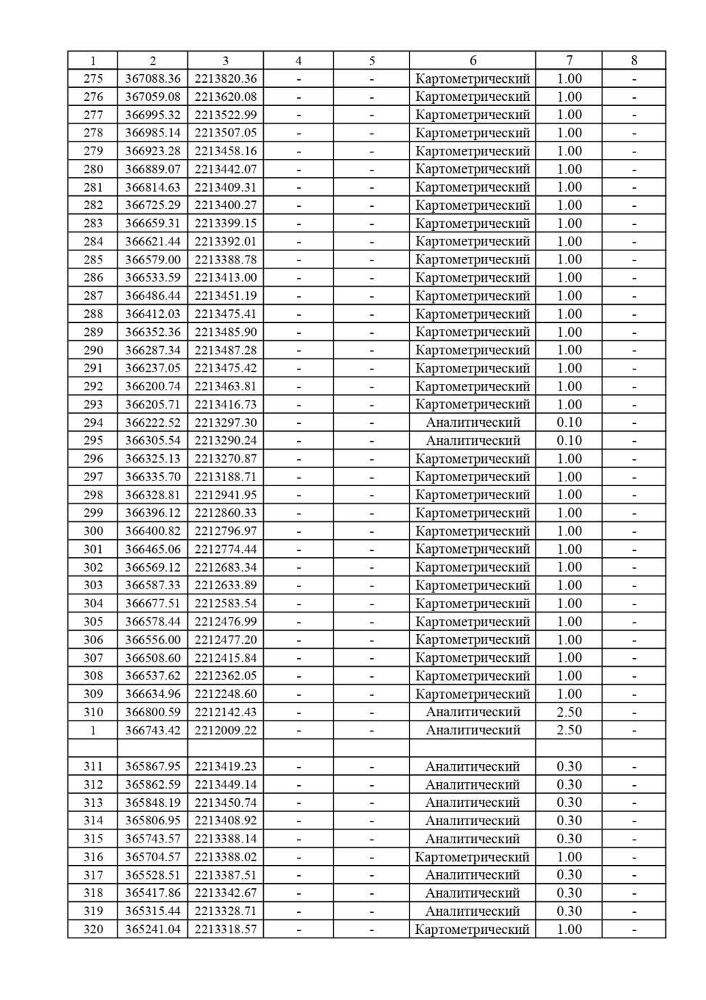 1 2 3 4 5 6 7 8
275 367088.36 2213820.36 - - Картометрический 1.00 -
276 367059.08 2213620.08 - - Картометрический 1.00 -
277 366995.32 2213522.99 - - Картометрический 1.00 -
278 366985.14 2213507.05 - - Картометрический 1.00 -
279 366923.28 2213458.16 - - Картометрический 1.00 -
280 366889.07 2213442.07 - - Картометрический 1.00 -
281 366814.63 2213409.31 - - Картометрический 1.00 -
282 366725.29 2213400.27 - - Картометрический 1.00 -
283 366659.31 2213399.15 - - Картометрический 1.00 -
284 366621.44 2213392.01 - - Картометрический 1.00 -
285 366579.00 2213388.78 - - Картометрический 1.00 -
286 366533.59 2213413.00 - - Картометрический 1.00 -
287 366486.44 2213451.19 - - Картометрический 1.00 -
288 366412.03 2213475.41 - - Картометрический 1.00 -
289 366352.36 2213485.90 - - Картометрический 1.00 -
290 366287.34 2213487.28 - - Картометрический 1.00 -
291 366237.05 2213475.42 - - Картометрический 1.00 -
292 366200.74 2213463.81 - - Картометрический 1.00 -
293 366205.71 2213416.73 - - Картометрический 1.00 -
294 366222.52 2213297.30 - - Аналитический 0.10 -
295 366305.54 2213290.24 - - Аналитический 0.10 -
296 366325.13 2213270.87 - - Картометрический 1.00 -
297 366335.70 2213188.71 - - Картометрический 1.00 -
298 366328.81 2212941.95 - - Картометрический 1.00 -
299 366396.12 2212860.33 - - Картометрический 1.00 -
300 366400.82 2212796.97 - - Картометрический 1.00 -
301 366465.06 2212774.44 - - Картометрический 1.00 -
302 366569.12 2212683.34 - - Картометрический 1.00 -
303 366587.33 2212633.89 - - Картометрический 1.00 -
304 366677.51 2212583.54 - - Картометрический 1.00 -
305 366578.44 2212476.99 - - Картометрический 1.00 -
306 366556.00 2212477.20 - - Картометрический 1.00 -
307 366508.60 2212415.84 - - Картометрический 1.00 -
308 366537.62 2212362.05 - - Картометрический 1.00 -
309 366634.96 2212248.60 - - Картометрический 1.00 -
310 366800.59 2212142.43 - - Аналитический 2.50 -
1 366743.42 2212009.22 - - Аналитический 2.50 -
311 365867.95 2213419.23 - - Аналитический 0.30 -
312 365862.59 2213449.14 - - Аналитический 0.30 -
313 365848.19 2213450.74 - - Аналитический 0.30 -
314 365806.95 2213408.92 - - Аналитический 0.30 -
315 365743.57 2213388.14 - - Аналитический 0.30 -
316 365704.57 2213388.02 - - Картометрический 1.00 -
317 365528.51 2213387.51 - - Аналитический 0.30 -
318 365417.86 2213342.67 - - Аналитический 0.30 -
319 365315.44 2213328.71 - - Аналитический 0.30 -
320 365241.04 2213318.57 - - Картометрический 1.00 -